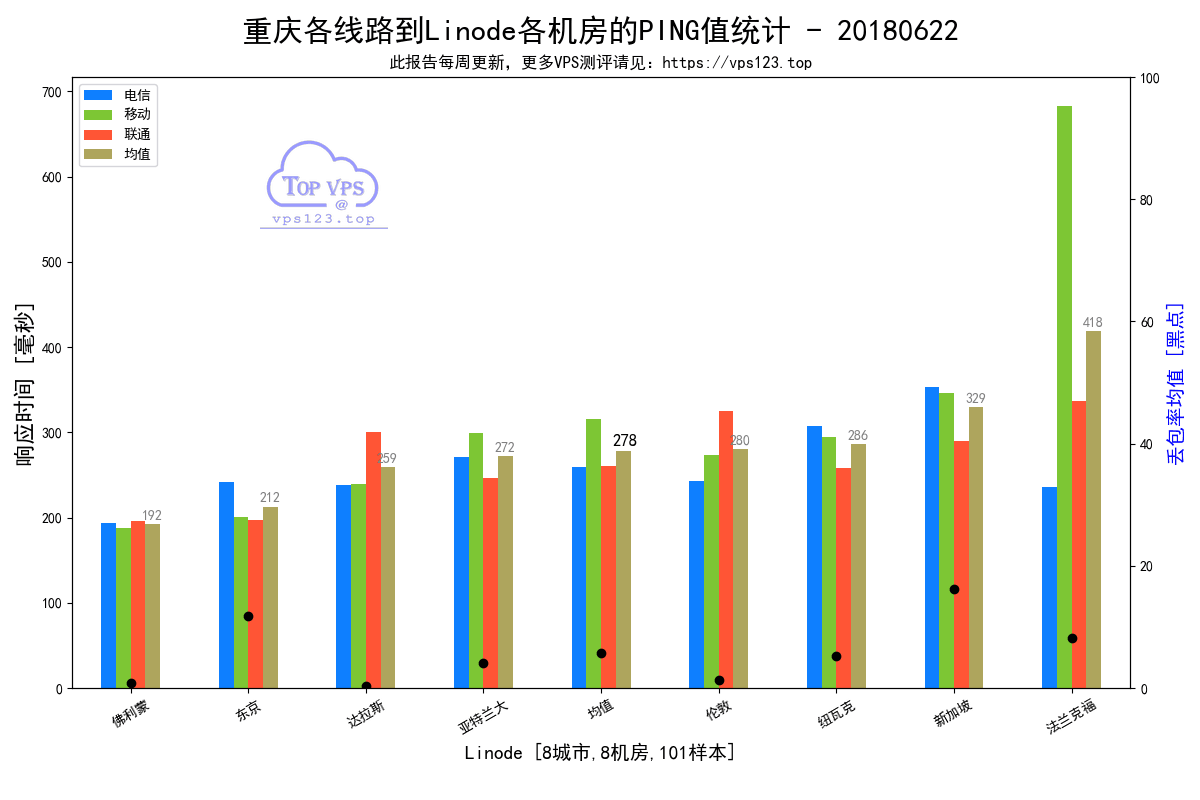 重庆各线路到Linode各机房的PING值统计 - 20180622
此报告每周更新，更多VPS测评请见：https://vps123.top
电信
移动
联通
均值
TOP VPS
@
vps123.top
响应时间 [毫秒]
700
600
500
400
300
200
100
0
192
212
259
272
278
280
286
329
418
100
80
60
40
20
0
丢包率均值 [黑点]
佛利蒙
东京
达拉斯
亚特兰大
均值
伦敦
纽瓦克
新加坡
法兰克福
Linode [8城市,8机房,101样本]